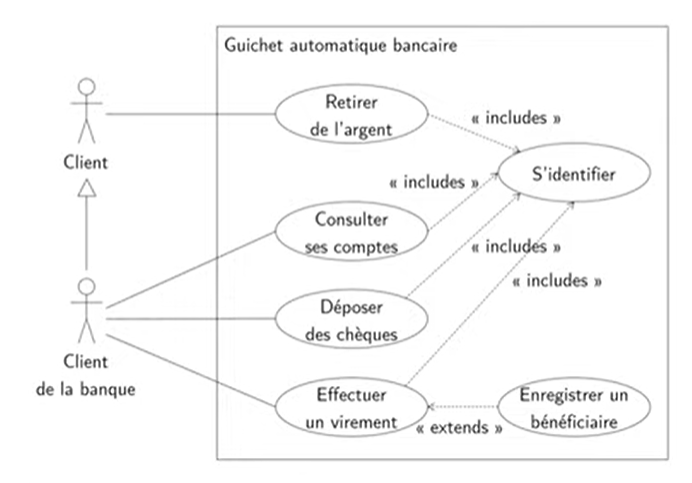 Guichet automatique bancaire
Retirer
de l'argent
« includes »
Client
S'identifier
« includes »
Consulter
ses comptes
« includes »
« includes »
Déposer
des chèques
Client
de la banque
Effectuer
un virement
Enregistrer un
bénéficiaire
« extends »